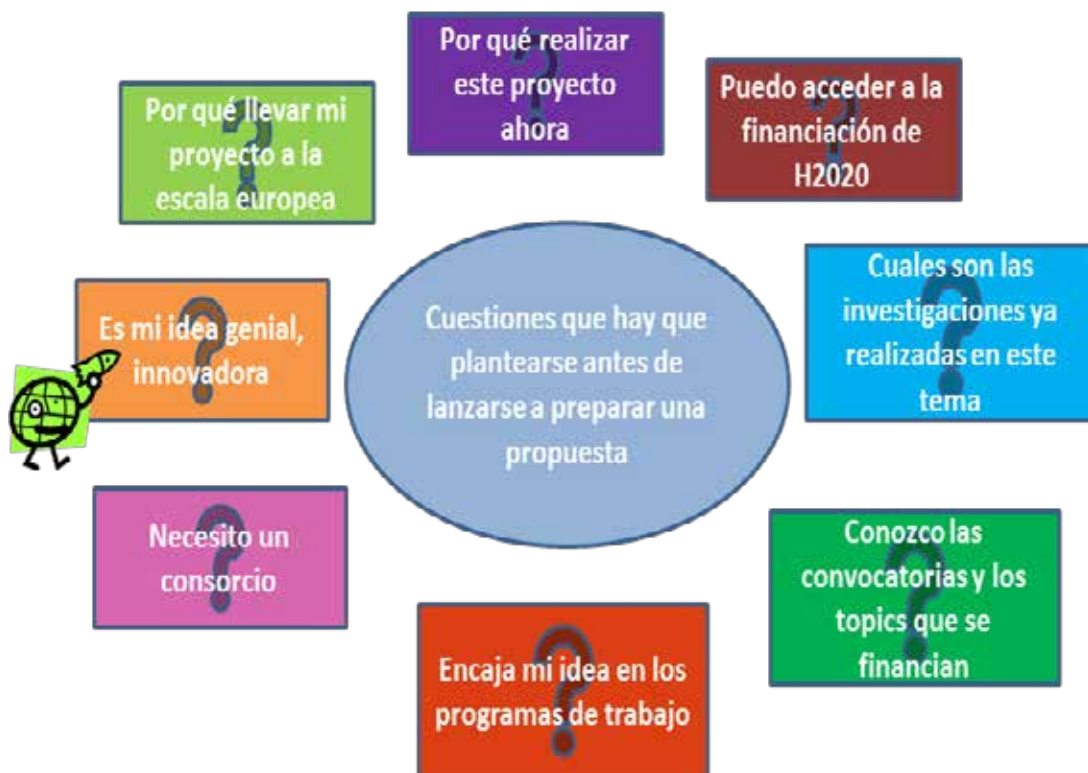 Por qué realizar
este proyecto
ahora
Puedo acceder a la
financiación de
H2020
Por qué llevar mi
proyecto a la
escala europea
Cuales son las
investigaciones ya
realizadas en este
tema
Es mi idea genial,
innovadora
Cuestiones que hay que
plantearse antes de
lanzarse a preparar una
propuesta
Necesito un
consorcio
Conozco las
convocatorias y los
topics que se
financian
Encaja mi idea en los
programas de trabajo